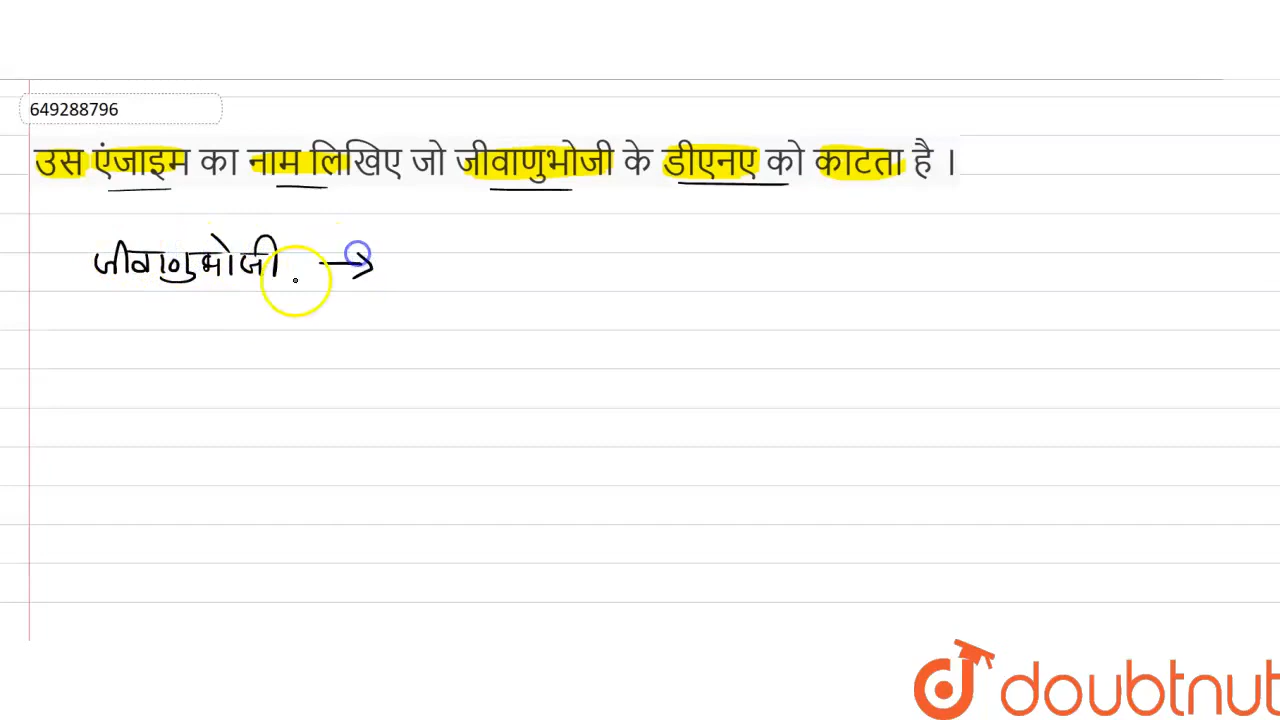 649288796
उस एंजाइम का नाम लिखिए जो जीवाणुभोजी के डीएनए को काटता है ।
जीवाणुभोजी →
doubtnut